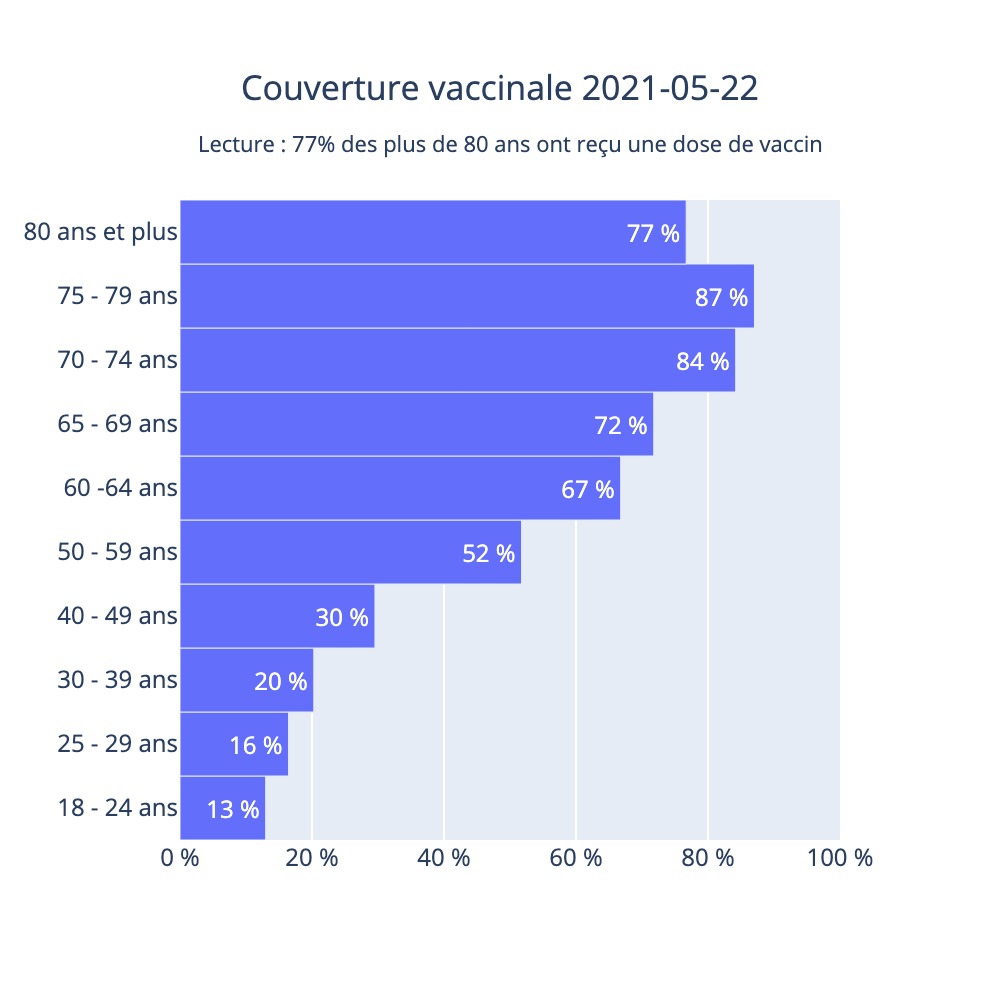 Couverture vaccinale 2021-05-22
Lecture : 77% des plus de 80 ans ont reçu une dose de vaccin
80 ans et plus 77 %
75 - 79 ans 87 %
70 - 74 ans 84 %
65 - 69 ans 72 %
60 -64 ans 67 %
50 - 59 ans 52 %
40 - 49 ans 30 %
30 - 39 ans 20 %
25 - 29 ans 16 %
18 - 24 ans 13 %
0 % 20 % 40 % 60 % 80 % 100 %